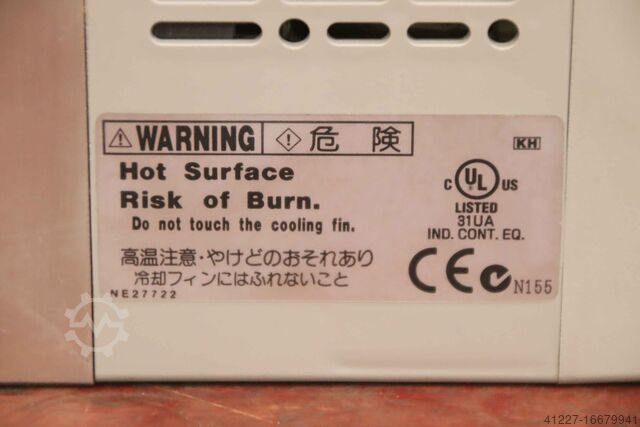 WARNING 危険
KH
Hot Surface
Risk of Burn.
Do not touch the cooling fin.
高温注意・やけどのおそれあり
冷却フィンにはふれないこと
NE27722
C UL US
LISTED
31UA
IND. CONT. EQ.
CE N155
41227-16679941